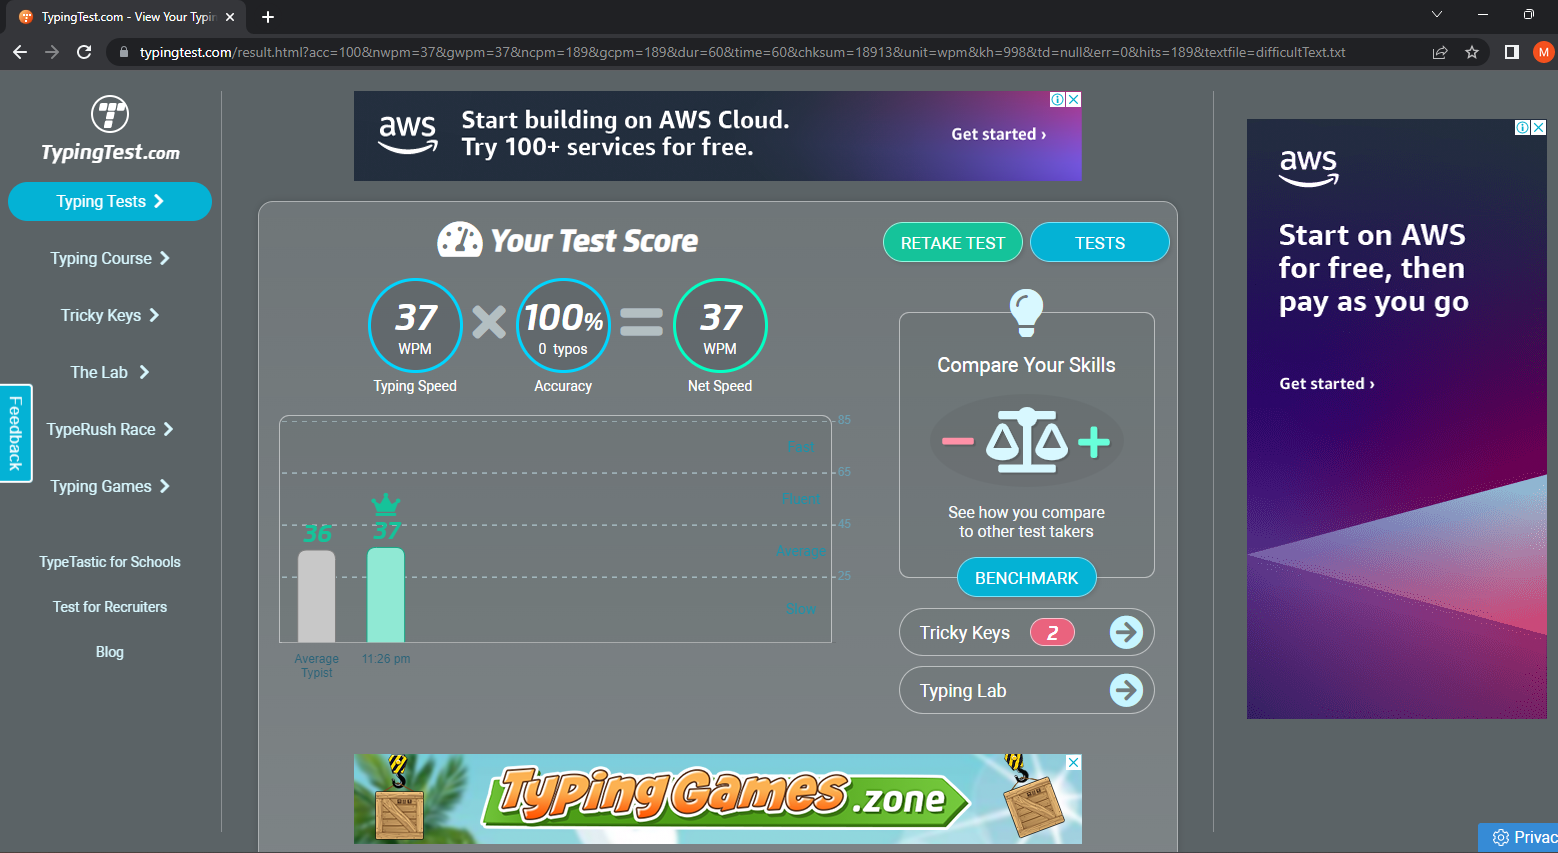 TypingTest.com - View Your Typin
typingtest.com/result.html?acc=100&nwpm=37&gwpm=37&ncpm=189&gcpm=189&dur=60&time=60&chksum=18913&unit=wpm&kh=998&td=null&err=0&hits=189&textfile=difficultText.txt
M
TypingTest.com
Typing Tests
Typing Course
Tricky Keys
The Lab
TypeRush Race
Typing Games
TypeTastic for Schools
Test for Recruiters
Blog
Feedback
aws
Start building on AWS Cloud.
Try 100+ services for free.
Get started ›
Your Test Score
RETAKE TEST
TESTS
37
WPM
Typing Speed
100%
0 typos
Accuracy
37
WPM
Net Speed
85
Fast
65
Fluent
45
Average
25
Slow
36
37
Average
Typist
11:26 pm
Compare Your Skills
See how you compare
to other test takers
BENCHMARK
Tricky Keys 2
Typing Lab
TypingGames.zone
aws
Start on AWS
for free, then
pay as you go
Get started ›
Privac